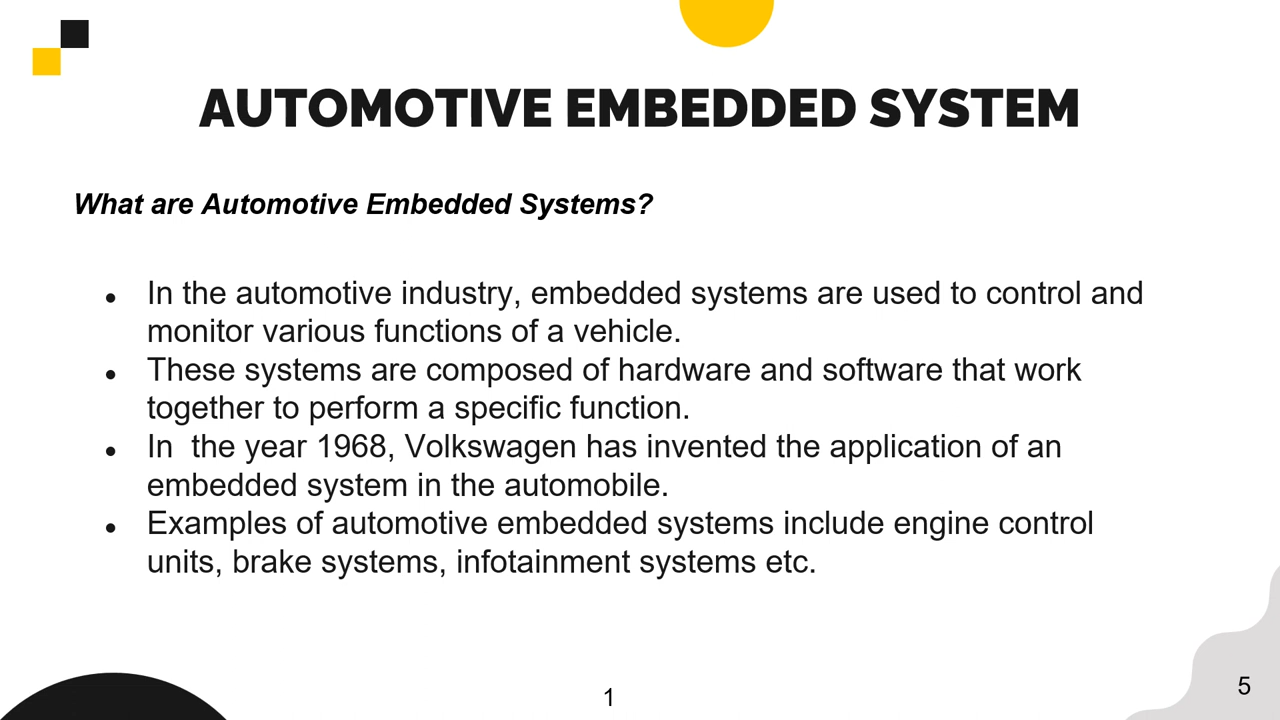 AUTOMOTIVE EMBEDDED SYSTEM
What are Automotive Embedded Systems?
● In the automotive industry, embedded systems are used to control and
monitor various functions of a vehicle.
● These systems are composed of hardware and software that work
together to perform a specific function.
● In  the year 1968, Volkswagen has invented the application of an
embedded system in the automobile.
● Examples of automotive embedded systems include engine control
units, brake systems, infotainment systems etc.
1
5